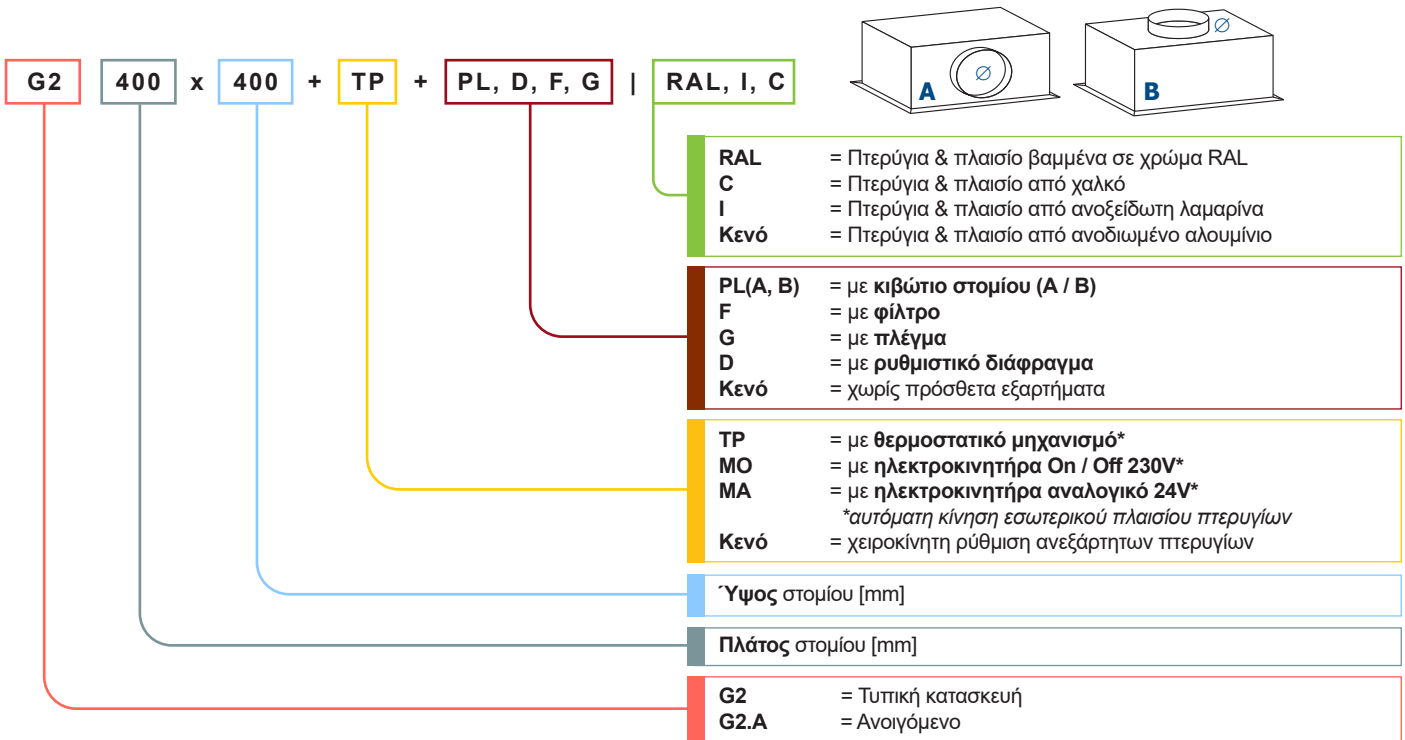 G2 400 x 400 + TP + PL, D, F, G | RAL, I, C
A ∅
B ∅
RAL = Πτερύγια & πλαισίο βαμμένα σε χρώμα RAL
C = Πτερύγια & πλαισίο από χαλκό
I = Πτερύγια & πλαισίο από ανοξείδωτη λαμαρίνα
Κενό = Πτερύγια & πλαισίο από ανοδιωμένο αλουμίνιο
PL(A, B) = με κιβώτιο στομίου (A / B)
F = με φίλτρο
G = με πλέγμα
D = με ρυθμιστικό διάφραγμα
Κενό = χωρίς πρόσθετα εξαρτήματα
TP = με θερμοστατικό μηχανισμό*
MO = με ηλεκτροκινητήρα On / Off 230V*
MA = με ηλεκτροκινητήρα αναλογικό 24V*
*αυτόματη κίνηση εσωτερικού πλαισίου πτερυγίων
Κενό = χειροκίνητη ρύθμιση ανεξάρτητων πτερυγίων
Ύψος στομίου [mm]
Πλάτος στομίου [mm]
G2 = Τυπική κατασκευή
G2.A = Ανοιγόμενο